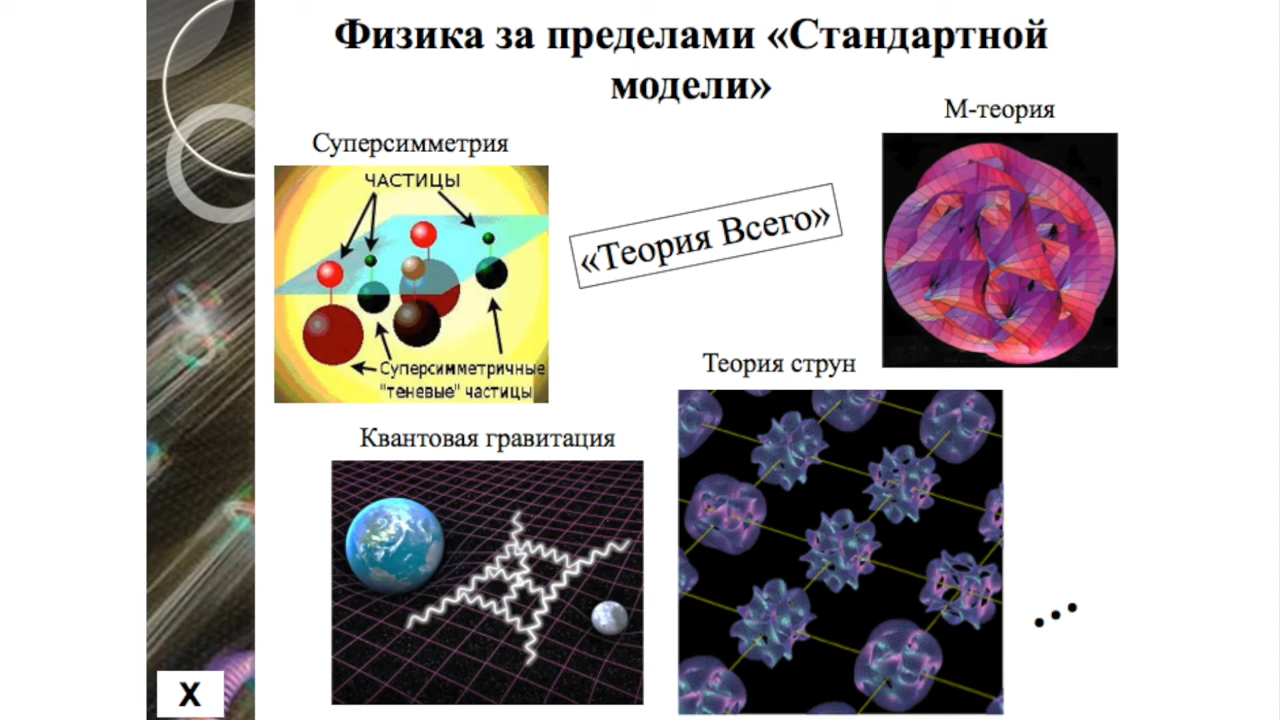 Физика за пределами «Стандартной
модели»
М-теория
Суперсимметрия
ЧАСТИЦЫ
«Теория Всего»
Суперсимметричные
"теневые" частицы
Теория струн
Квантовая гравитация
...
X